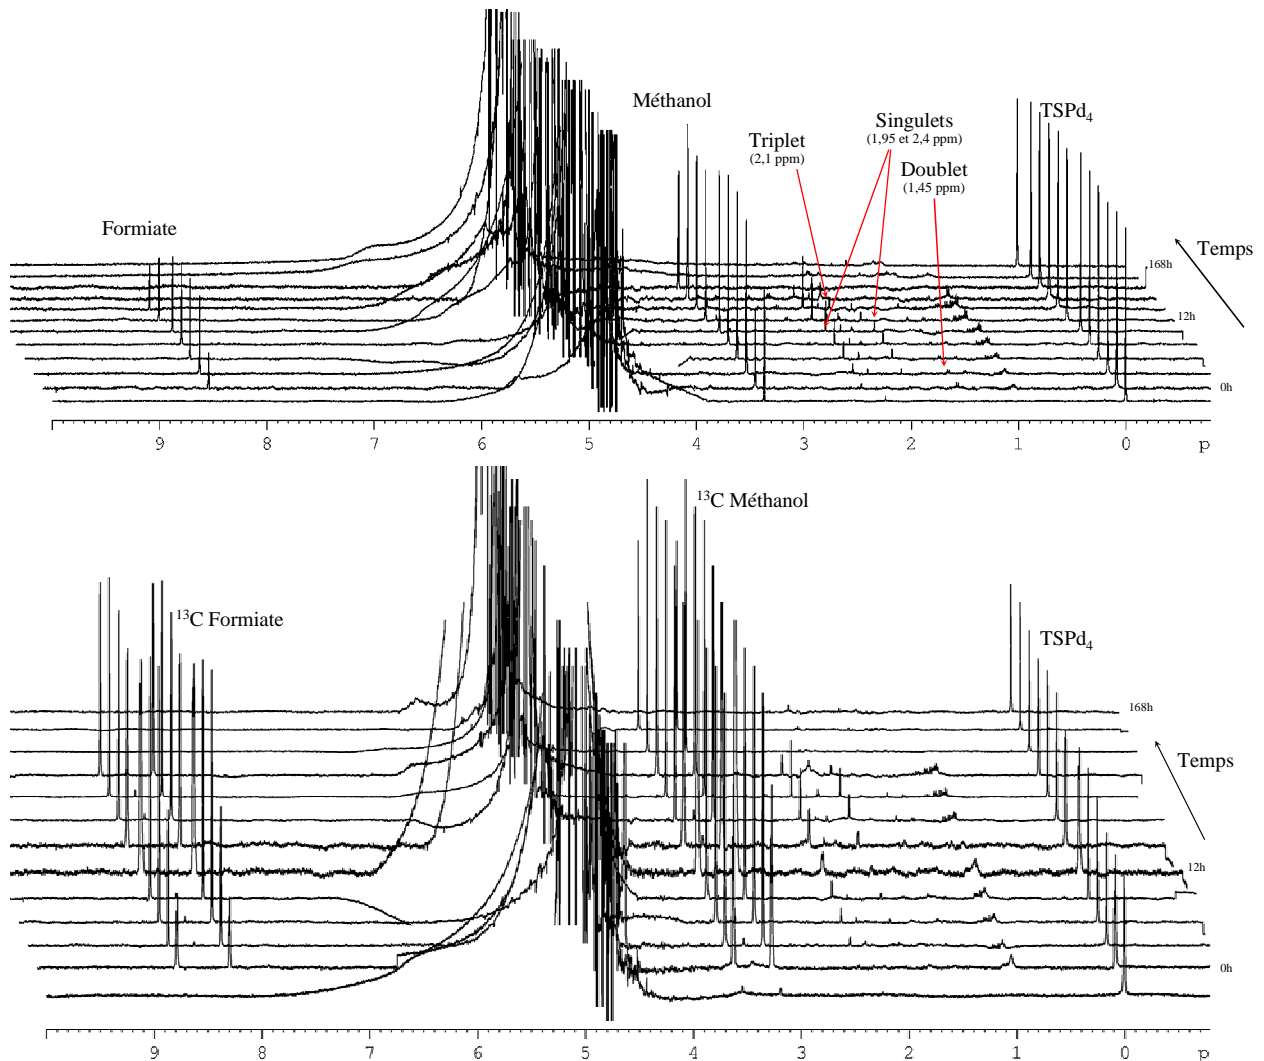 Méthanol
TSPd4
Triplet
(2,1 ppm)
Singulets
(1,95 et 2,4 ppm)
Doublet
(1,45 ppm)
Formiate
Temps
168h
12h
0h
9 8 7 6 5 4 3 2 1 0 p
13C Méthanol
13C Formiate
TSPd4
168h
Temps
12h
0h
9 8 7 6 5 4 3 2 1 0 p